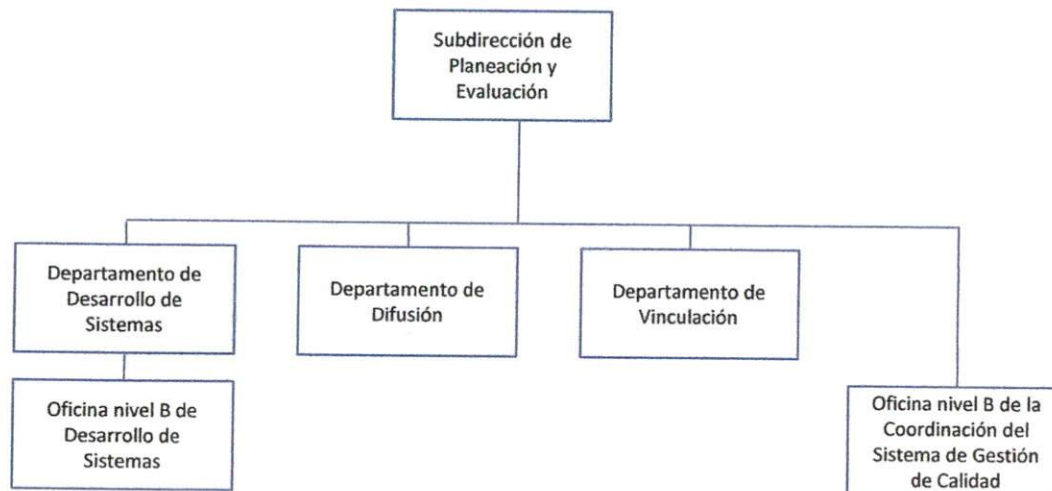 Subdirección de
Planeación y
Evaluación
Departamento de
Desarrollo de
Sistemas
Departamento de
Difusión
Departamento de
Vinculación
Oficina nivel B de
Desarrollo de
Sistemas
Oficina nivel B de la
Coordinación del
Sistema de Gestión
de Calidad